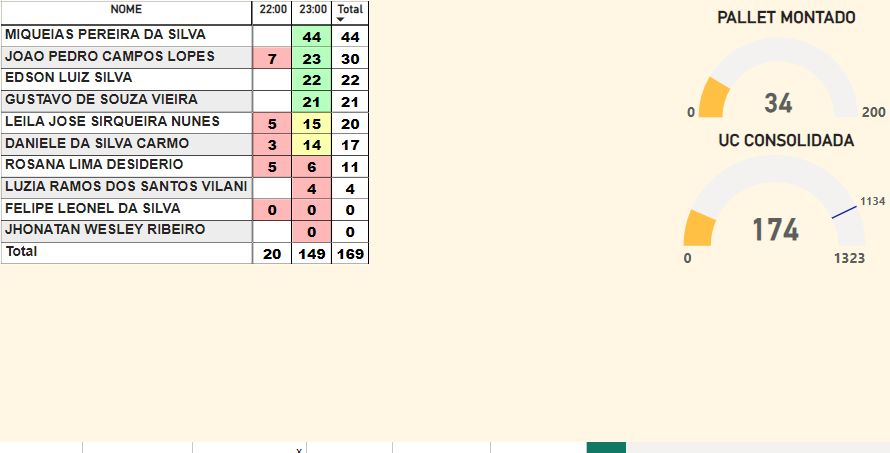 NOME 22:00 23:00 Total
MIQUEIAS PEREIRA DA SILVA 44 44
JOAO PEDRO CAMPOS LOPES 7 23 30
EDSON LUIZ SILVA 22 22
GUSTAVO DE SOUZA VIEIRA 21 21
LEILA JOSE SIRQUEIRA NUNES 5 15 20
DANIELE DA SILVA CARMO 3 14 17
ROSANA LIMA DESIDERIO 5 6 11
LUZIA RAMOS DOS SANTOS VILANI 4 4
FELIPE LEONEL DA SILVA 0 0 0
JHONATAN WESLEY RIBEIRO 0 0
Total 20 149 169
PALLET MONTADO
34
0 200
UC CONSOLIDADA
1134
174
0 1323
x